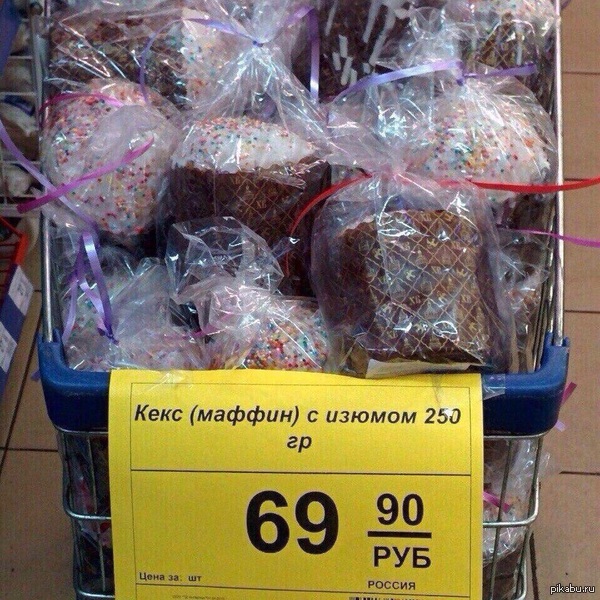 Кекс (маффин) с изюмом 250
гр
69 90
РУБ
Цена за: шт
РОССИЯ
pikabu.ru